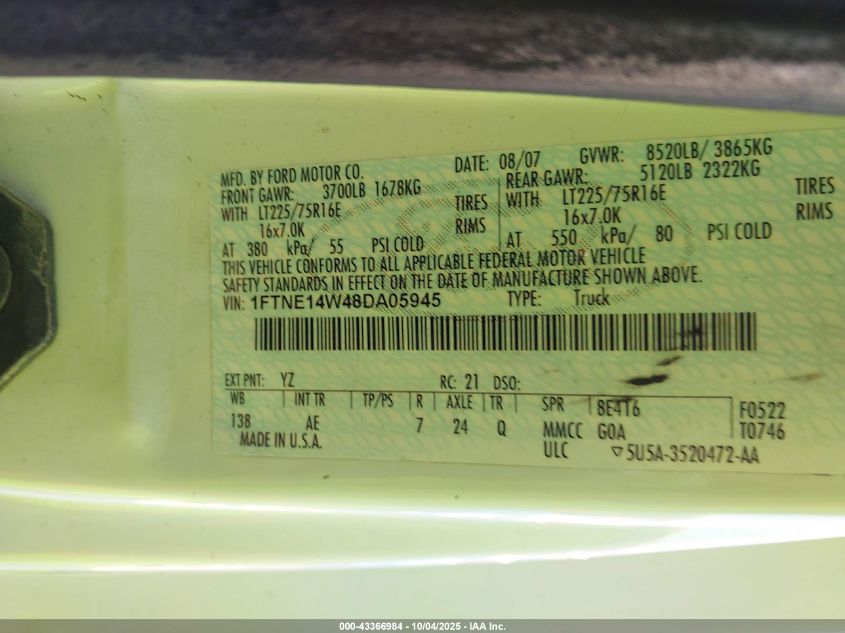 MFD. BY FORD MOTOR CO. DATE: 08/07 GVWR: 8520LB/ 3865KG
FRONT GAWR: 3700LB 1678KG REAR GAWR: 5120LB 2322KG
WITH LT225/75R16E TIRES WITH LT225/75R16E TIRES
16x7.0K RIMS 16x7.0K RIMS
AT 380 kPa/ 55 PSI COLD AT 550 kPa/ 80 PSI COLD
THIS VEHICLE CONFORMS TO ALL APPLICABLE FEDERAL MOTOR VEHICLE
SAFETY STANDARDS IN EFFECT ON THE DATE OF MANUFACTURE SHOWN ABOVE.
VIN: 1FTNE14W48DA05945 TYPE: Truck
EXT PNT: YZ RC: 21 DSO:
WB INT TR TP/PS R AXLE TR SPR 8E4T6 F0522
138 AE 7 24 Q MMCC GOA T0746
MADE IN U.S.A. ULC 5U5A-3520472-AA
000-43366984 - 10/04/2025 - IAA Inc.